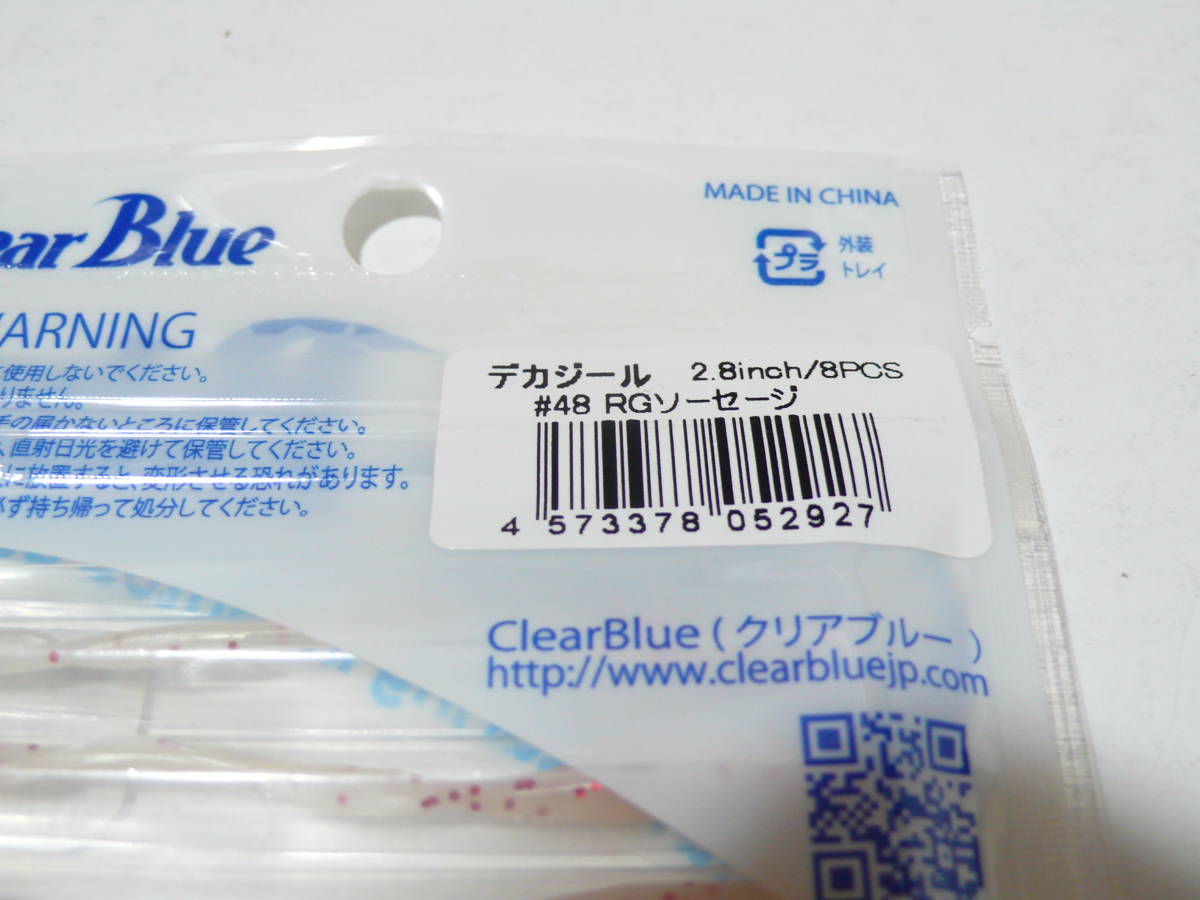 ear Blue
MADE IN CHINA
プラ
外装
トレイ
WARNING
使用しないでください。
りません。
の届かないところに保管してください。
、直射日光を避けて保管してください。
に放置すると、変形させる恐れがあります。
必ず持ち帰って処分してください。
デカジール 2.8inch/8PCS
#48 RGソーセージ
4 573378 052927
ClearBlue(クリアブルー)
http://www.clearbluejp.com